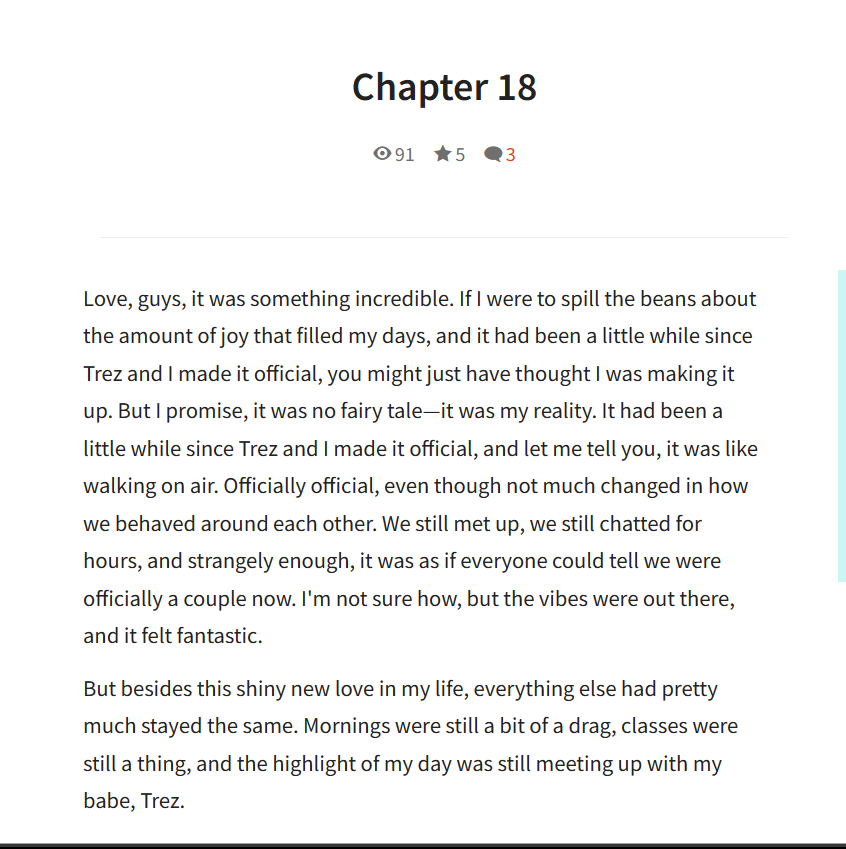 Chapter 18
91 5 3
Love, guys, it was something incredible. If I were to spill the beans about
the amount of joy that filled my days, and it had been a little while since
Trez and I made it official, you might just have thought I was making it
up. But I promise, it was no fairy tale—it was my reality. It had been a
little while since Trez and I made it official, and let me tell you, it was like
walking on air. Officially official, even though not much changed in how
we behaved around each other. We still met up, we still chatted for
hours, and strangely enough, it was as if everyone could tell we were
officially a couple now. I'm not sure how, but the vibes were out there,
and it felt fantastic.
But besides this shiny new love in my life, everything else had pretty
much stayed the same. Mornings were still a bit of a drag, classes were
still a thing, and the highlight of my day was still meeting up with my
babe, Trez.